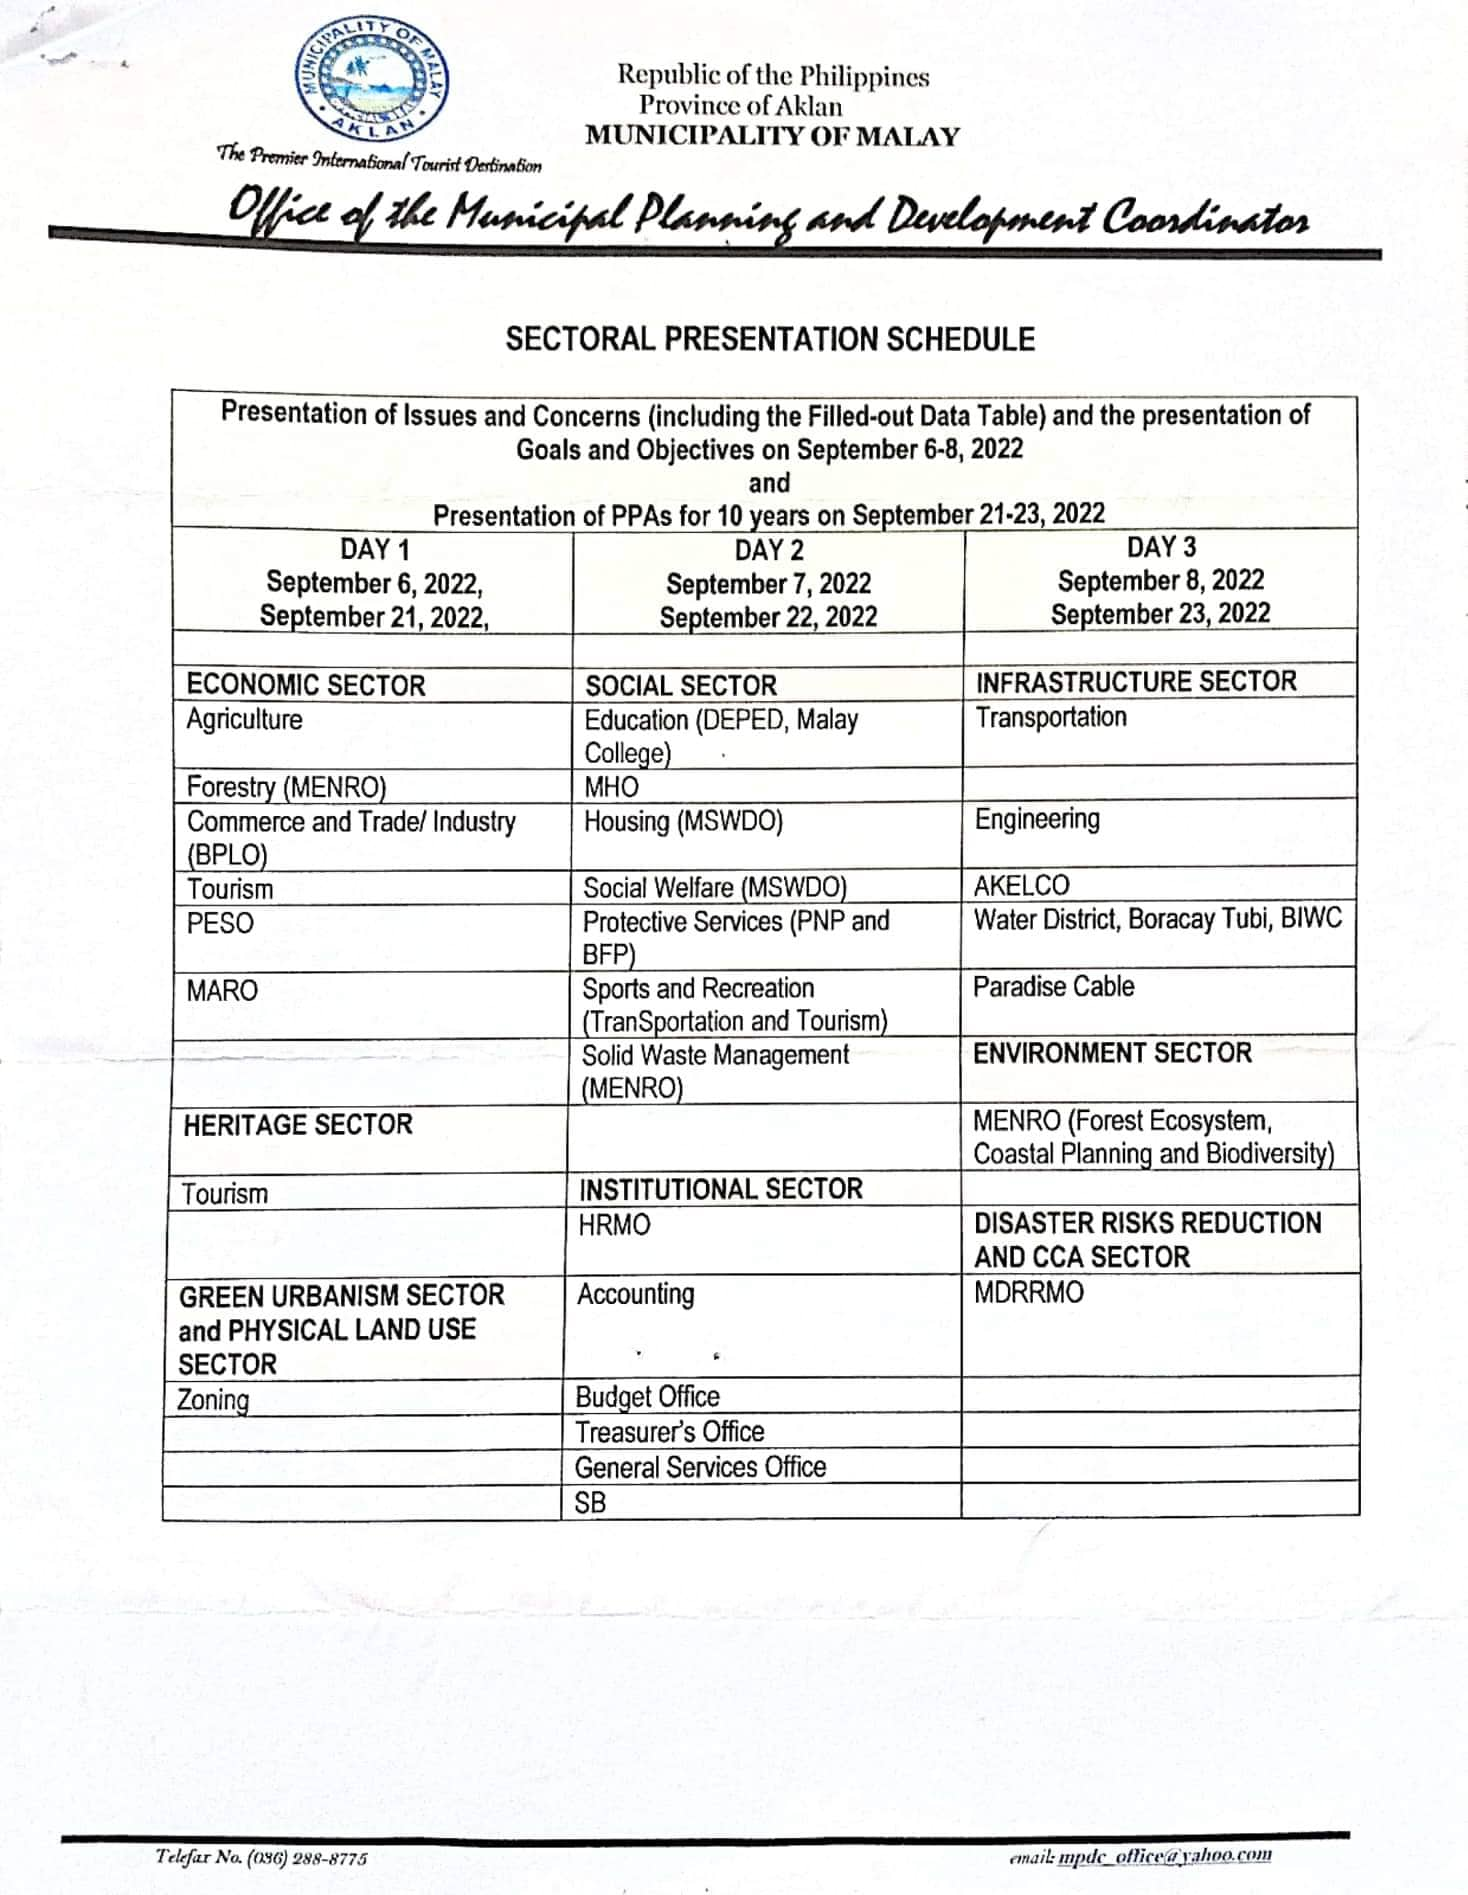 MUNICIPALITY OF MALAY
AKLAN
The Premier International Tourist Destination
Republic of the Philippines
Province of Aklan
MUNICIPALITY OF MALAY
Office of the Municipal Planning and Development Coordinator
SECTORAL PRESENTATION SCHEDULE
Presentation of Issues and Concerns (including the Filled-out Data Table) and the presentation of
Goals and Objectives on September 6-8, 2022
and
Presentation of PPAs for 10 years on September 21-23, 2022
DAY 1
September 6, 2022,
September 21, 2022,
DAY 2
September 7, 2022
September 22, 2022
DAY 3
September 8, 2022
September 23, 2022
ECONOMIC SECTOR
SOCIAL SECTOR
INFRASTRUCTURE SECTOR
Agriculture
Education (DEPED, Malay
College)
Transportation
Forestry (MENRO)
MHO
Commerce and Trade/ Industry
(BPLO)
Housing (MSWDO)
Engineering
Tourism
Social Welfare (MSWDO)
AKELCO
PESO
Protective Services (PNP and
BFP)
Water District, Boracay Tubi, BIWC
MARO
Sports and Recreation
(TranSportation and Tourism)
Paradise Cable
Solid Waste Management
(MENRO)
ENVIRONMENT SECTOR
HERITAGE SECTOR
MENRO (Forest Ecosystem,
Coastal Planning and Biodiversity)
Tourism
INSTITUTIONAL SECTOR
HRMO
DISASTER RISKS REDUCTION
AND CCA SECTOR
GREEN URBANISM SECTOR
and PHYSICAL LAND USE
SECTOR
Accounting
MDRRMO
Zoning
Budget Office
Treasurer's Office
General Services Office
SB
Telefax No. (036) 288-8775
email: mpdc_office@yahoo.com